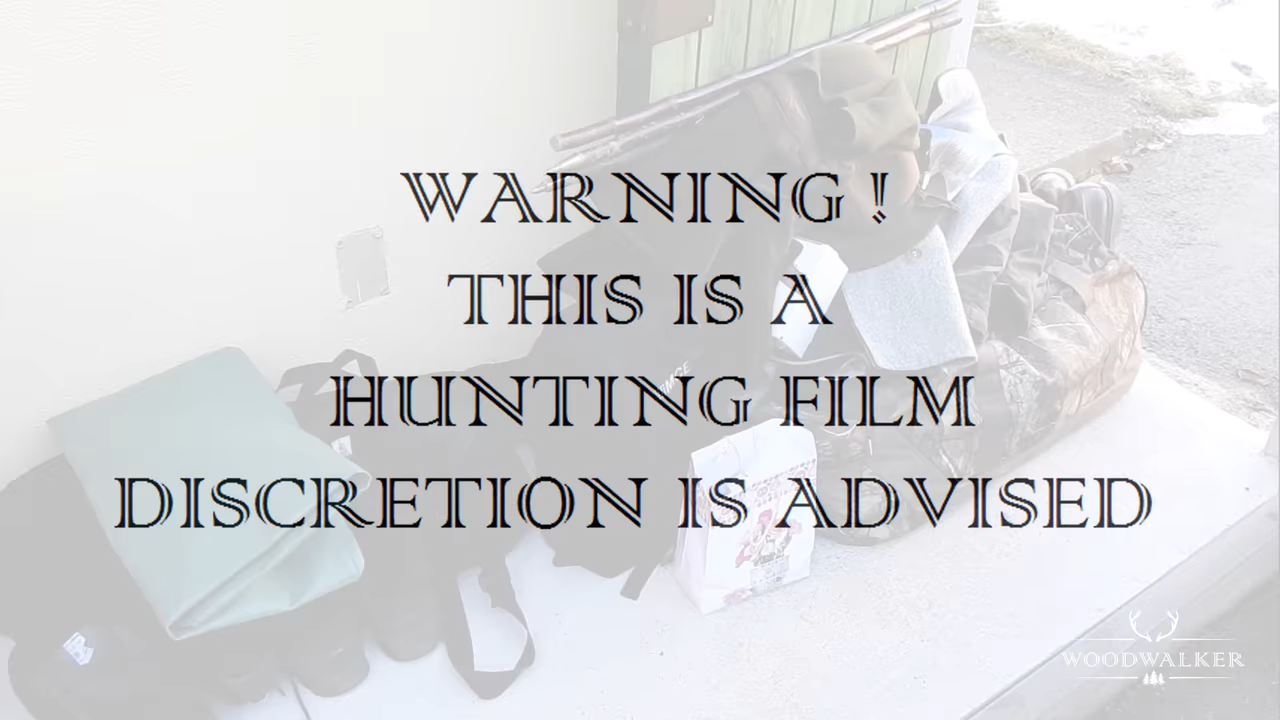 WARNING !
THIS IS A
HUNTING FILM
DISCRETION IS ADVISED
WOODWALKER